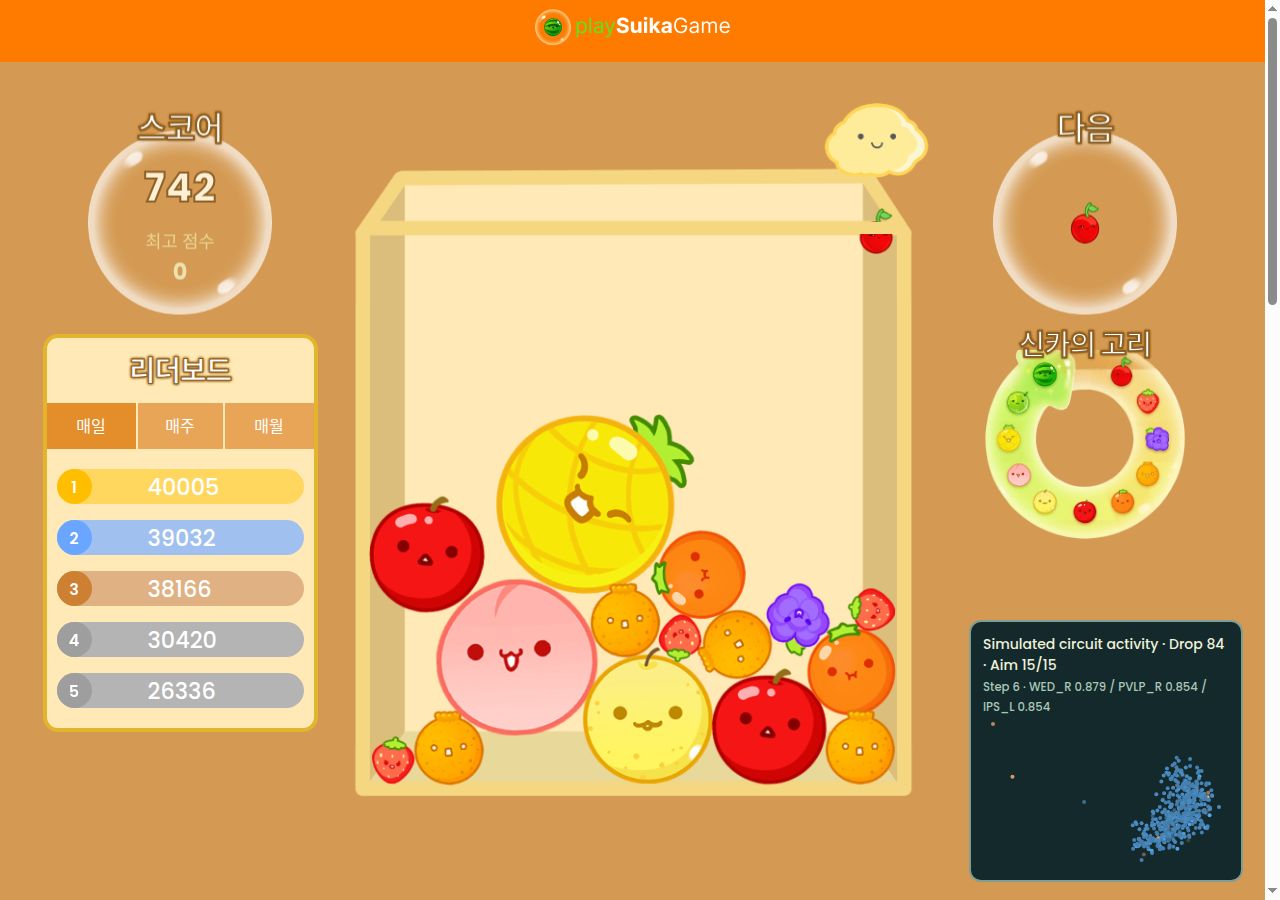 playSuikaGame
스코어
742
최고 점수
0
다음
신카의 고리
리더보드
매일 매주 매월
1 40005
2 39032
3 38166
4 30420
5 26336
Simulated circuit activity · Drop 84
· Aim 15/15
Step 6 · WED_R 0.879 / PVLP_R 0.854 /
IPS_L 0.854